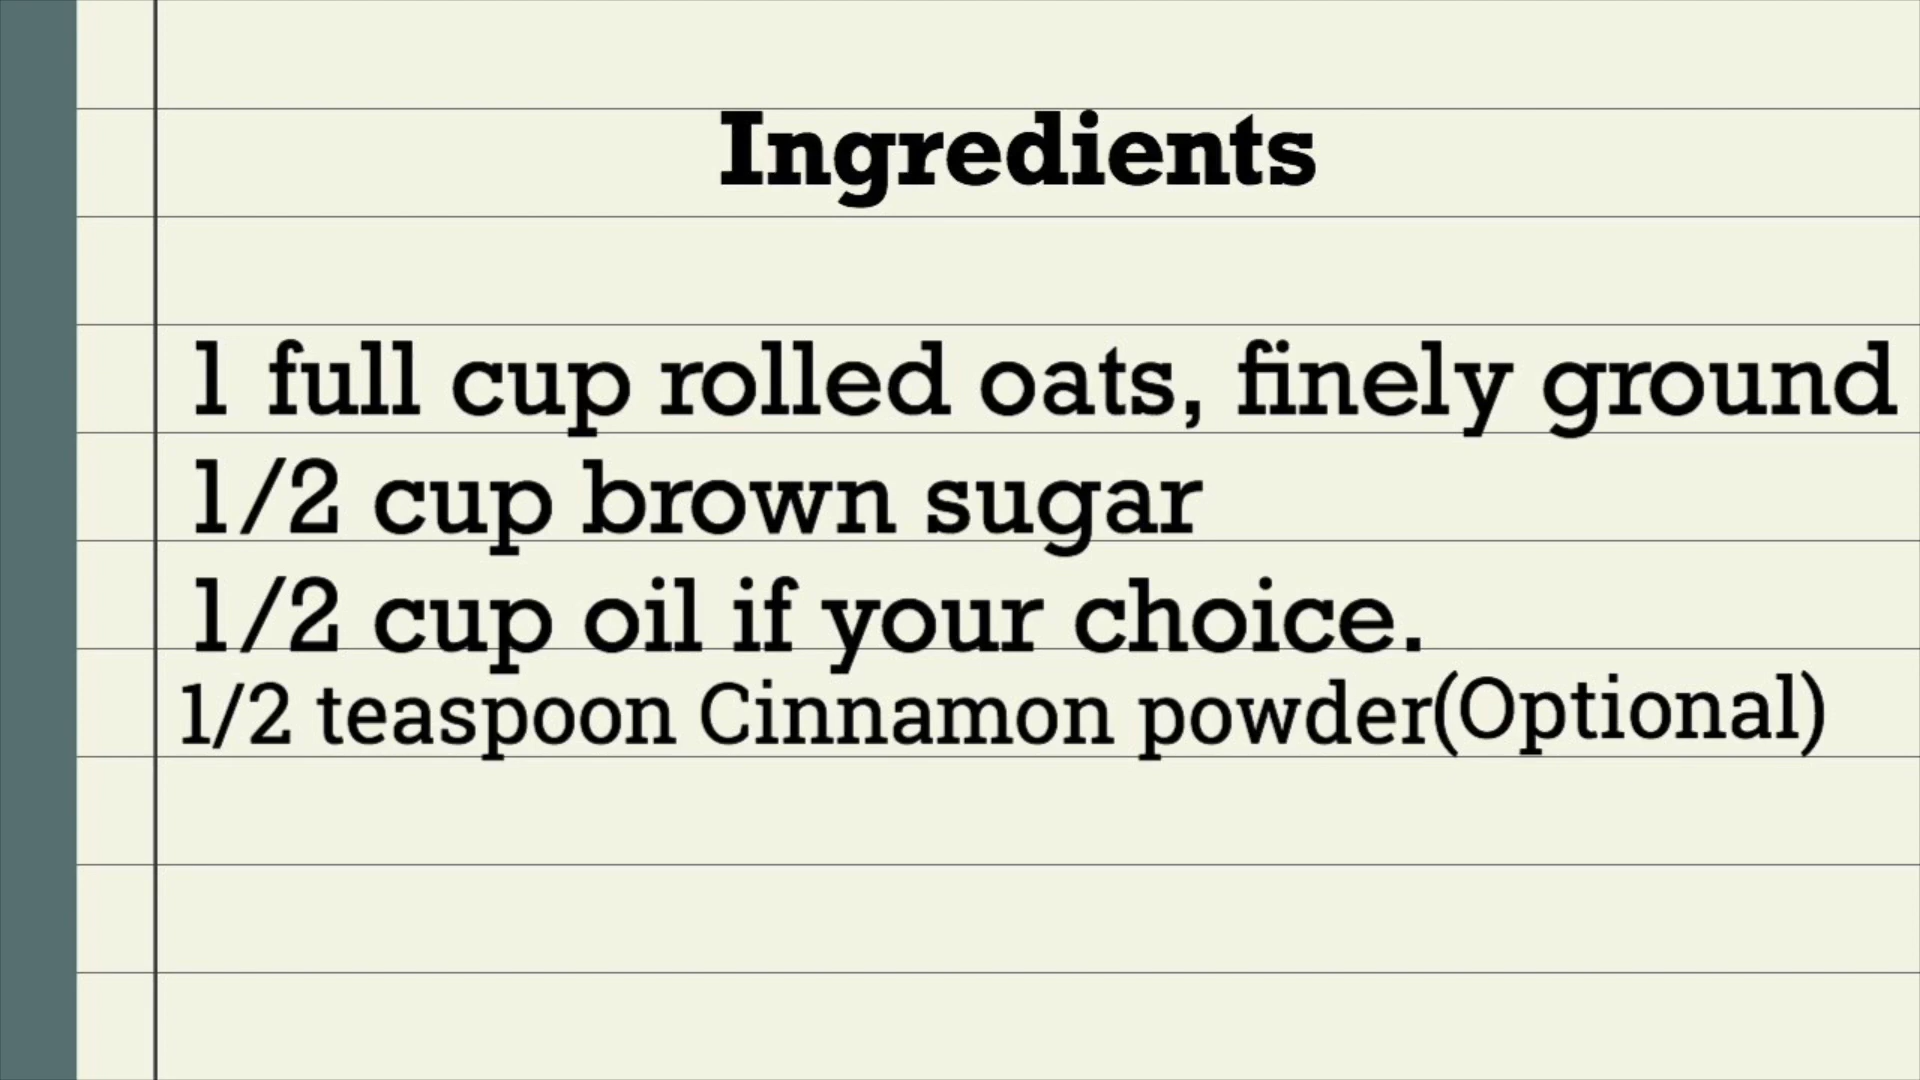 Ingredients
1 full cup rolled oats, finely ground
1/2 cup brown sugar
1/2 cup oil if your choice.
1/2 teaspoon Cinnamon powder(Optional)